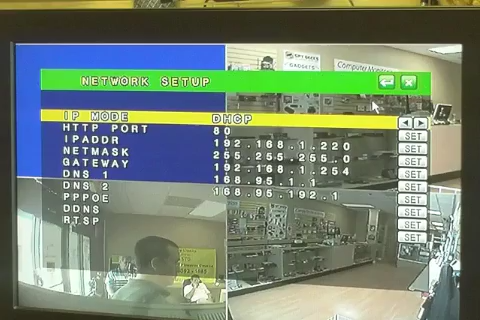 CPY SIZES
GADGETS
Computer
NETWORK SETUP
IP MODE DHCP
HTTP PORT 80 SET
IPADDR 192.168.1..220 SET
NETMASK 255.255.255..0 SET
GATEWAY 192.168.1..254 SET
DNS 1 168.95.1.1 SET
DNS 2 168.95.192..1 SET
PPPOE SET
DDNS SET
RTSP SET